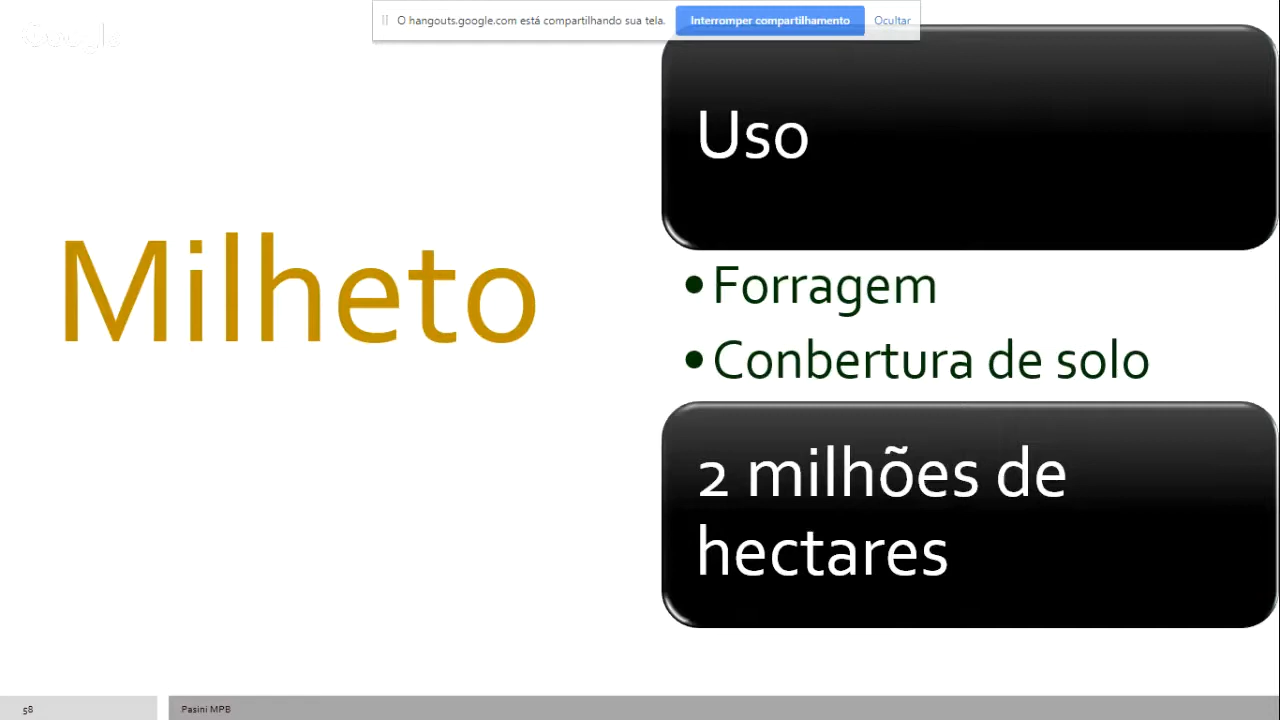 O hangouts.google.com está compartilhando sua tela. Interromper compartilhamento Ocultar
Google
Uso
Milheto
•Forragem
•Conbertura de solo
2 milhões de
hectares
58
Pasini MPB